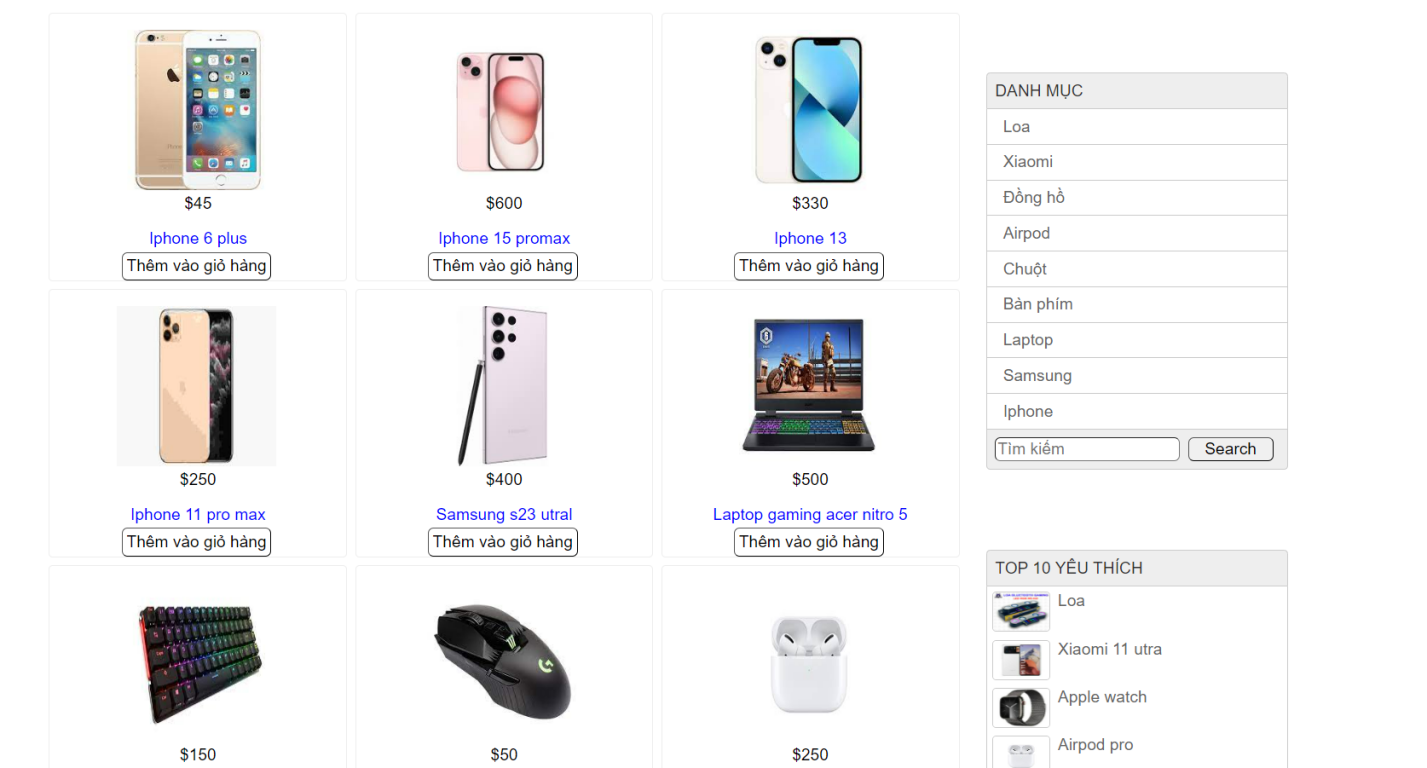 $45
Iphone 6 plus
Thêm vào giỏ hàng
$600
Iphone 15 promax
Thêm vào giỏ hàng
$330
Iphone 13
Thêm vào giỏ hàng
$250
Iphone 11 pro max
Thêm vào giỏ hàng
$400
Samsung s23 utral
Thêm vào giỏ hàng
$500
Laptop gaming acer nitro 5
Thêm vào giỏ hàng
$150
$50
$250
DANH MỤC
Loa
Xiaomi
Đồng hồ
Airpod
Chuột
Bàn phím
Laptop
Samsung
Iphone
Tìm kiếm
Search
TOP 10 YÊU THÍCH
Loa
Xiaomi 11 utra
Apple watch
Airpod pro